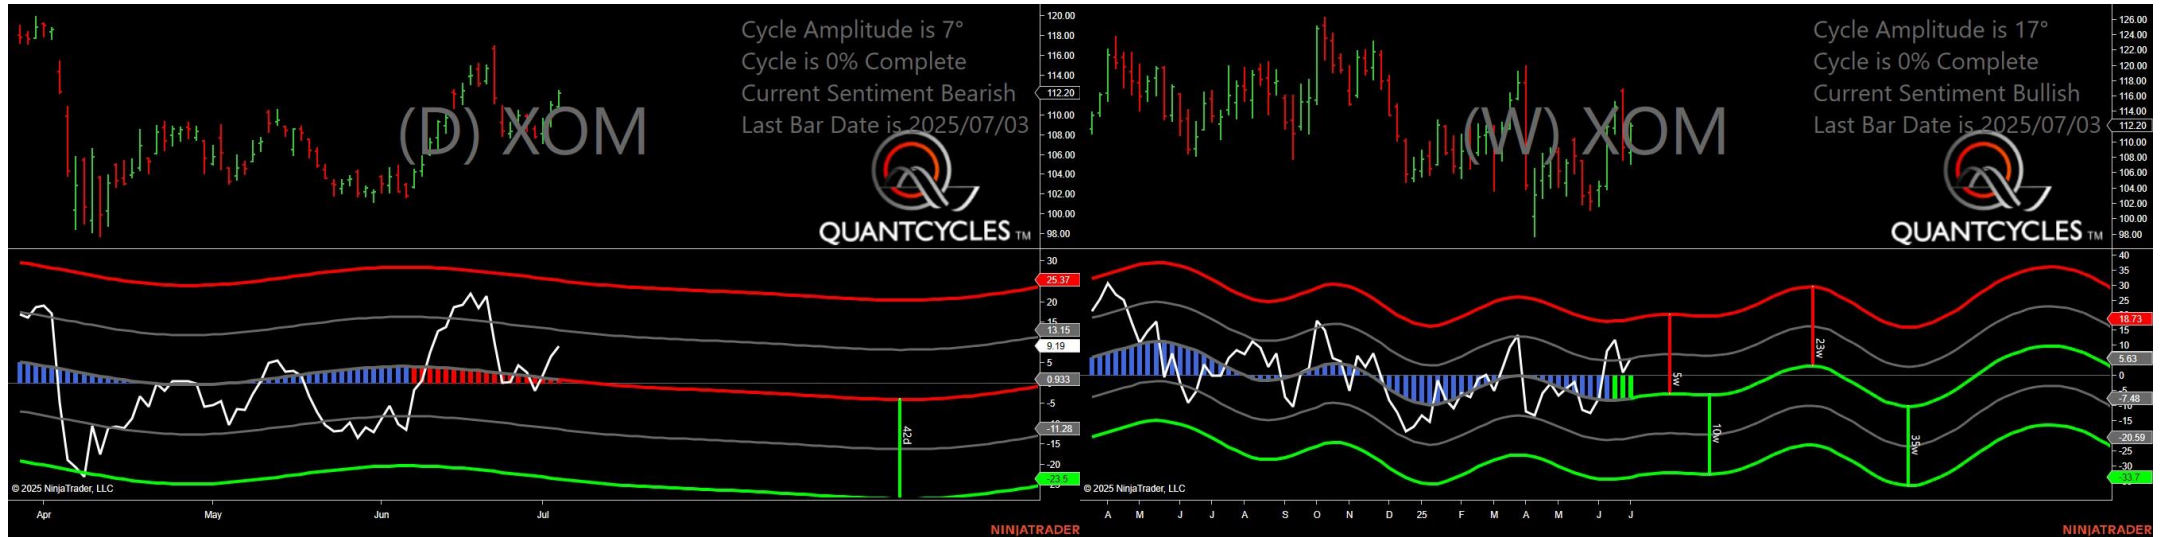 Cycle Amplitude is 7°
Cycle is 0% Complete
Current Sentiment Bearish
Last Bar Date is 2025/07/03
(D) XOM
QUANTCYCLES TM
120.00
118.00
116.00
114.00
112.20
110.00
108.00
106.00
104.00
102.00
100.00
98.00
30
25.37
20
15
13.15
9.19
5
0.933
-5
-11.28
-15
-20
-23.5
42d
© 2025 NinjaTrader, LLC
Apr May Jun Jul
NINJATRADER
Cycle Amplitude is 17°
Cycle is 0% Complete
Current Sentiment Bullish
Last Bar Date is 2025/07/03
(W) XOM
QUANTCYCLES TM
126.00
124.00
122.00
120.00
118.00
116.00
114.00
112.20
110.00
108.00
106.00
104.00
102.00
100.00
98.00
40
35
30
25
20
18.73
15
10
5.63
0
-5
-7.48
-10
-15
-20.59
-25
-30
-33.7
5w
10w
23w
35w
© 2025 NinjaTrader, LLC
A M J J A S O N D 25 F M A M J J
NINJATRADER